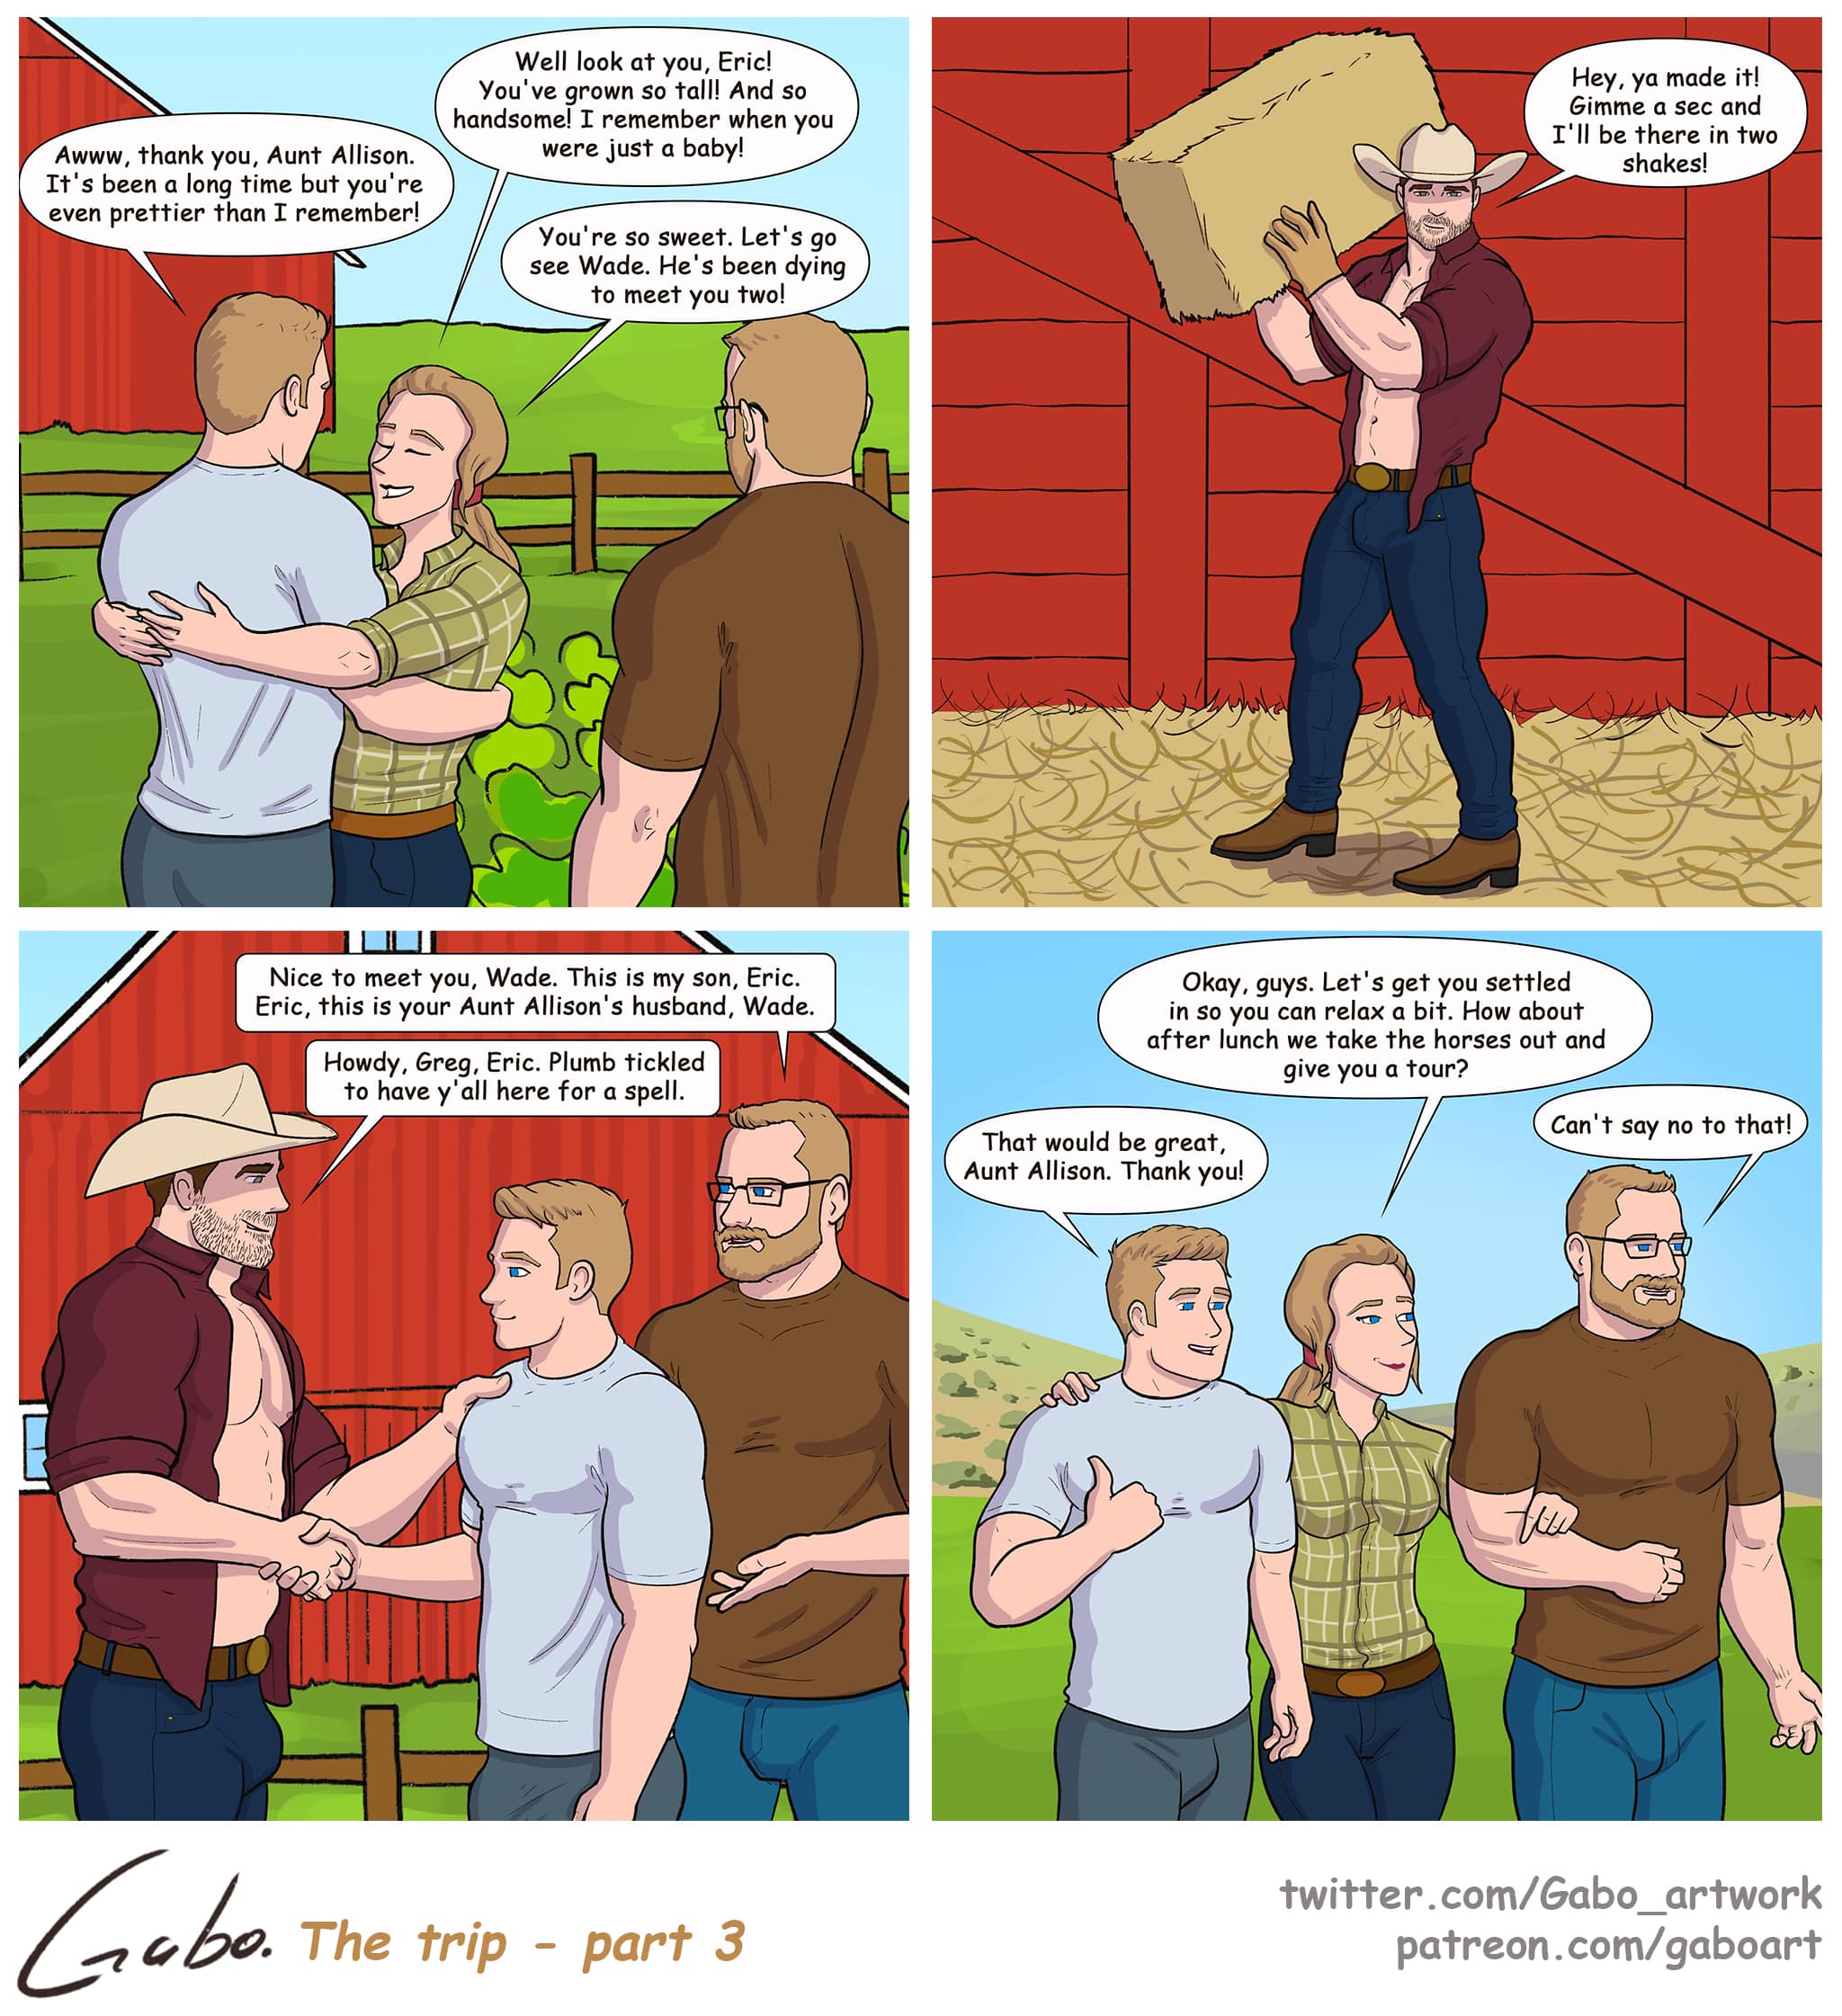 Well look at you, Eric!
You've grown so tall! And so
handsome! I remember when you
were just a baby!
Awww, thank you, Aunt Allison.
It's been a long time but you're
even prettier than I remember!
You're so sweet. Let's go
see Wade. He's been dying
to meet you two!
Hey, ya made it!
Gimme a sec and
I'll be there in two
shakes!
Nice to meet you, Wade. This is my son, Eric.
Eric, this is your Aunt Allison's husband, Wade.
Howdy, Greg, Eric. Plumb tickled
to have y'all here for a spell.
Okay, guys. Let's get you settled
in so you can relax a bit. How about
after lunch we take the horses out and
give you a tour?
That would be great,
Aunt Allison. Thank you!
Can't say no to that!
Gabo. The trip - part 3
twitter.com/Gabo_artwork
patreon.com/gaboart